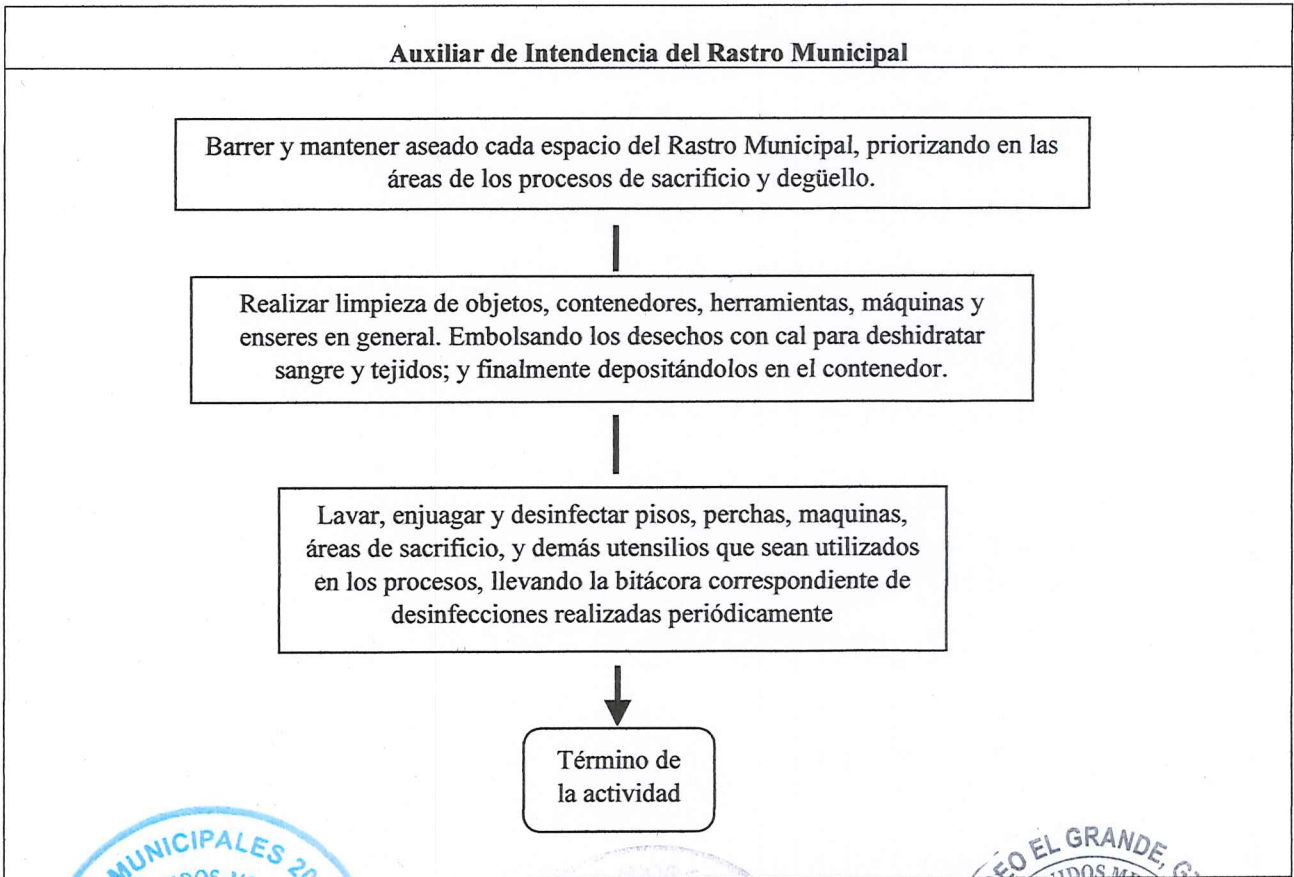 Auxiliar de Intendencia del Rastro Municipal
Barrer y mantener aseado cada espacio del Rastro Municipal, priorizando en las
áreas de los procesos de sacrificio y degüello.
Realizar limpieza de objetos, contenedores, herramientas, máquinas y
enseres en general. Embolsando los desechos con cal para deshidratar
sangre y tejidos; y finalmente depositándolos en el contenedor.
Lavar, enjuagar y desinfectar pisos, perchas, maquinas,
áreas de sacrificio, y demás utensilios que sean utilizados
en los procesos, llevando la bitácora correspondiente de
desinfecciones realizadas periódicamente
Término de
la actividad
MUNICIPALES 20
EO EL GRANDE, G